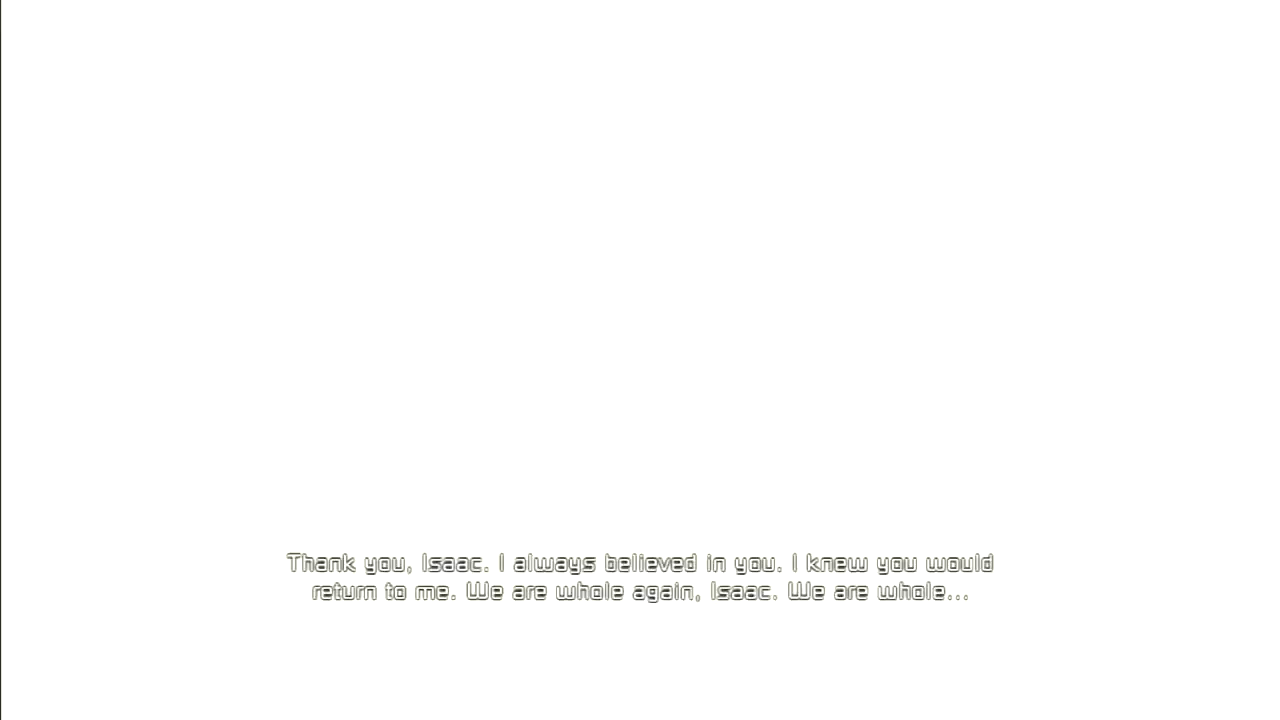 Thank you, Isaac. I always believed in you. I knew you would
return to me. We are whole again, Isaac. We are whole...